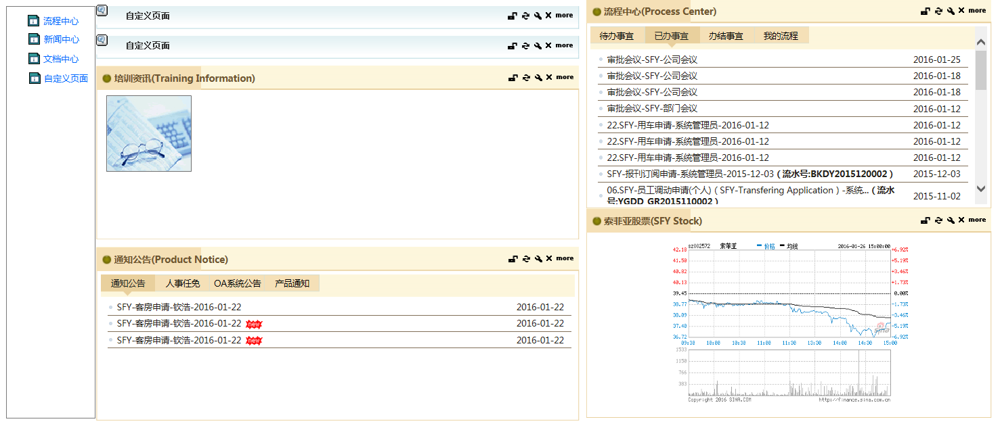 流程中心
新闻中心
文档中心
自定义页面
自定义页面
more
自定义页面
more
培训资讯(Training Information)
more
通知公告(Product Notice)
more
通知公告 人事任免 OA系统公告 产品通知
SFY-客房申请-钦浩-2016-01-22 2016-01-22
SFY-客房申请-钦浩-2016-01-22 new 2016-01-22
SFY-客房申请-钦浩-2016-01-22 new 2016-01-22
流程中心(Process Center)
more
待办事宜 已办事宜 办结事宜 我的流程
审批会议-SFY-公司会议 2016-01-25
审批会议-SFY-公司会议 2016-01-18
审批会议-SFY-公司会议 2016-01-18
审批会议-SFY-部门会议 2016-01-12
22.SFY-用车申请-系统管理员-2016-01-12 2016-01-12
22.SFY-用车申请-系统管理员-2016-01-12 2016-01-12
22.SFY-用车申请-系统管理员-2016-01-12 2016-01-12
SFY-报刊订阅申请-系统管理员-2015-12-03（流水号:BKDY2015120002） 2015-12-03
06.SFY-员工调动申请(个人)（SFY-Transfering Application）-系统...（流水
号:YGDD_GR2015110002） 2015-11-02
索菲亚股票(SFY Stock)
more
sz002572 索菲亚 价格 均线 2016-01-26 15:00:00
42.18 +6.92%
41.50 +5.19%
40.82 +3.46%
40.13 +1.73%
39.45 0.00%
38.77 -1.73%
38.09 -3.46%
37.40 -5.19%
36.72 -6.92%
sina
09:30 10:00 10:30 11:00 11:30 13:30 14:00 14:30 15:00
1533
1150
766
383
Copyright 2016 SINA.COM http://finance.sina.com.cn